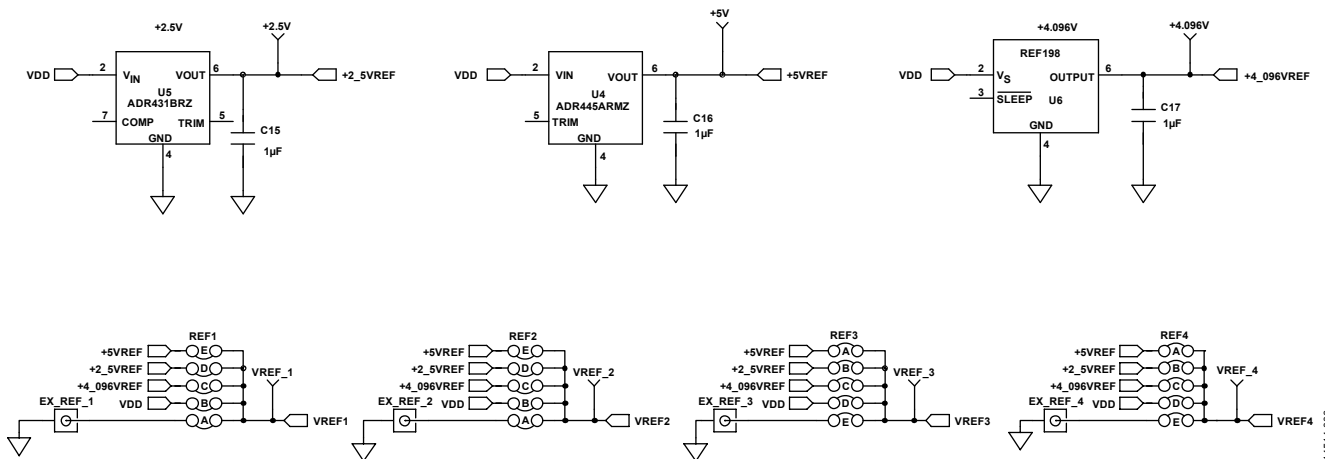 +2.5V
+2.5V
VDD
2
VIN
VOUT
6
+2_5VREF
U5
ADR431BRZ
7
COMP
TRIM
5
GND
4
C15
1µF
+5V
VDD
2
VIN
VOUT
6
+5VREF
U4
ADR445ARMZ
5
TRIM
GND
4
C16
1µF
+4.096V
+4.096V
REF198
VDD
2
VS
OUTPUT
6
+4_096VREF
3
SLEEP
U6
GND
4
C17
1µF
REF1
+5VREF
E
+2_5VREF
D
VREF_1
+4_096VREF
C
EX_REF_1
VDD
B
A
VREF1
REF2
+5VREF
E
+2_5VREF
D
VREF_2
+4_096VREF
C
EX_REF_2
VDD
B
A
VREF2
REF3
+5VREF
A
+2_5VREF
B
VREF_3
+4_096VREF
C
EX_REF_3
VDD
D
E
VREF3
REF4
+5VREF
A
+2_5VREF
B
VREF_4
+4_096VREF
C
EX_REF_4
VDD
D
E
VREF4